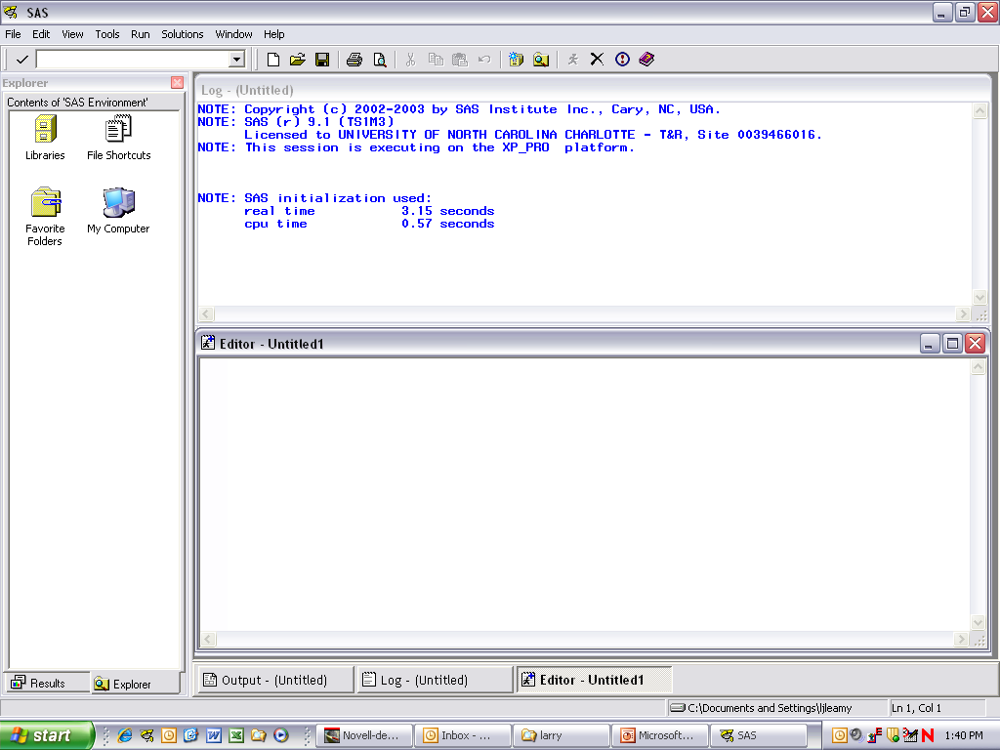 SAS
File Edit View Tools Run Solutions Window Help
Explorer
Contents of 'SAS Environment'
Libraries
File Shortcuts
Favorite
Folders
My Computer
Log - (Untitled)
NOTE: Copyright (c) 2002-2003 by SAS Institute Inc., Cary, NC, USA.
NOTE: SAS (r) 9.1 (TS1M3)
Licensed to UNIVERSITY OF NORTH CAROLINA CHARLOTTE - T&R, Site 0039466016.
NOTE: This session is executing on the XP_PRO platform.
NOTE: SAS initialization used:
real time 3.15 seconds
cpu time 0.57 seconds
Editor - Untitled1
Results
Explorer
Output - (Untitled)
Log - (Untitled)
Editor - Untitled1
C:\Documents and Settings\ljleamy
Ln 1, Col 1
start
Novell-de...
Inbox - ...
larry
Microsoft...
SAS
1:40 PM